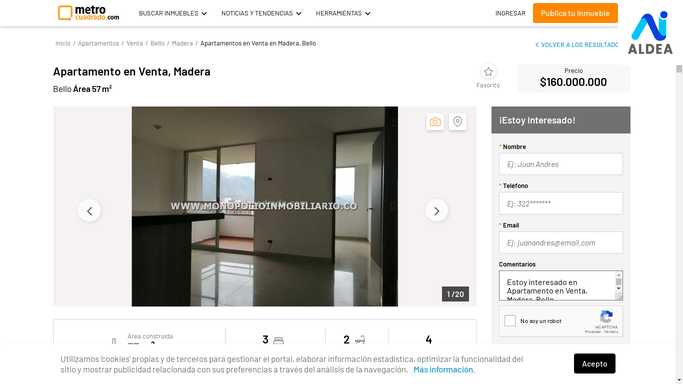 metro
cuadrado.com
BUSCAR INMUEBLES
NOTICIAS Y TENDENCIAS
HERRAMIENTAS
INGRESAR
Publica tu inmueble
ALDEA
Inicio / Apartamentos / Venta / Bello / Madera / Apartamentos en Venta en Madera, Bello
VOLVER A LOS RESULTADO
Apartamento en Venta, Madera
Bello Área 57 m²
Favorito
Precio
$160.000.000
WWW.MONOPOLIOINMOBILIARIO.CO
1 / 20
¡Estoy Interesado!
* Nombre
Ej: Juan Andres
* Teléfono
Ej: 322*******
* Email
Ej: juanandres@email.com
Comentarios
Estoy interesado en
Apartamento en Venta,
Madera, Bello
No soy un robot
reCAPTCHA
Privacidad - Términos
Área construida
3
2
4
Utilizamos 'cookies' propias y de terceros para gestionar el portal, elaborar información estadística, optimizar la funcionalidad del
sitio y mostrar publicidad relacionada con sus preferencias a través del análisis de la navegación. Más información.
Acepto